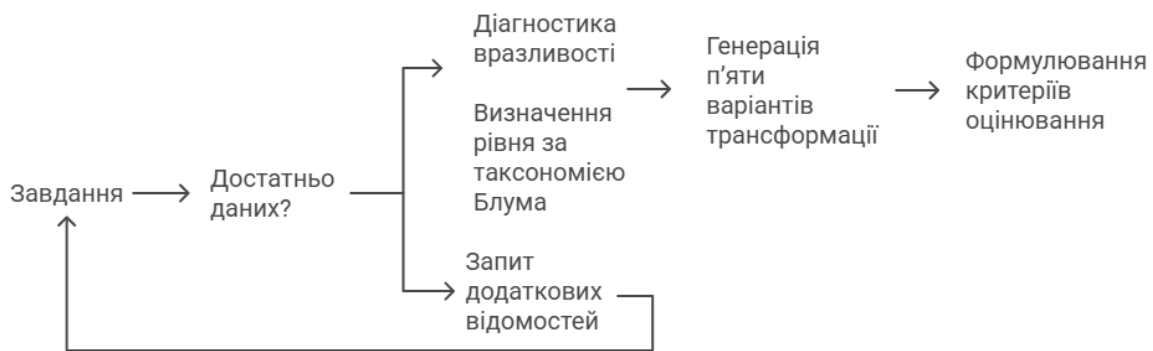 Завдання
Достатньо
даних?
Діагностика
вразливості
Визначення
рівня за
таксономією
Блума
Запит
додаткових
відомостей
Генерація
п'яти
варіантів
трансформації
Формулювання
критеріїв
оцінювання